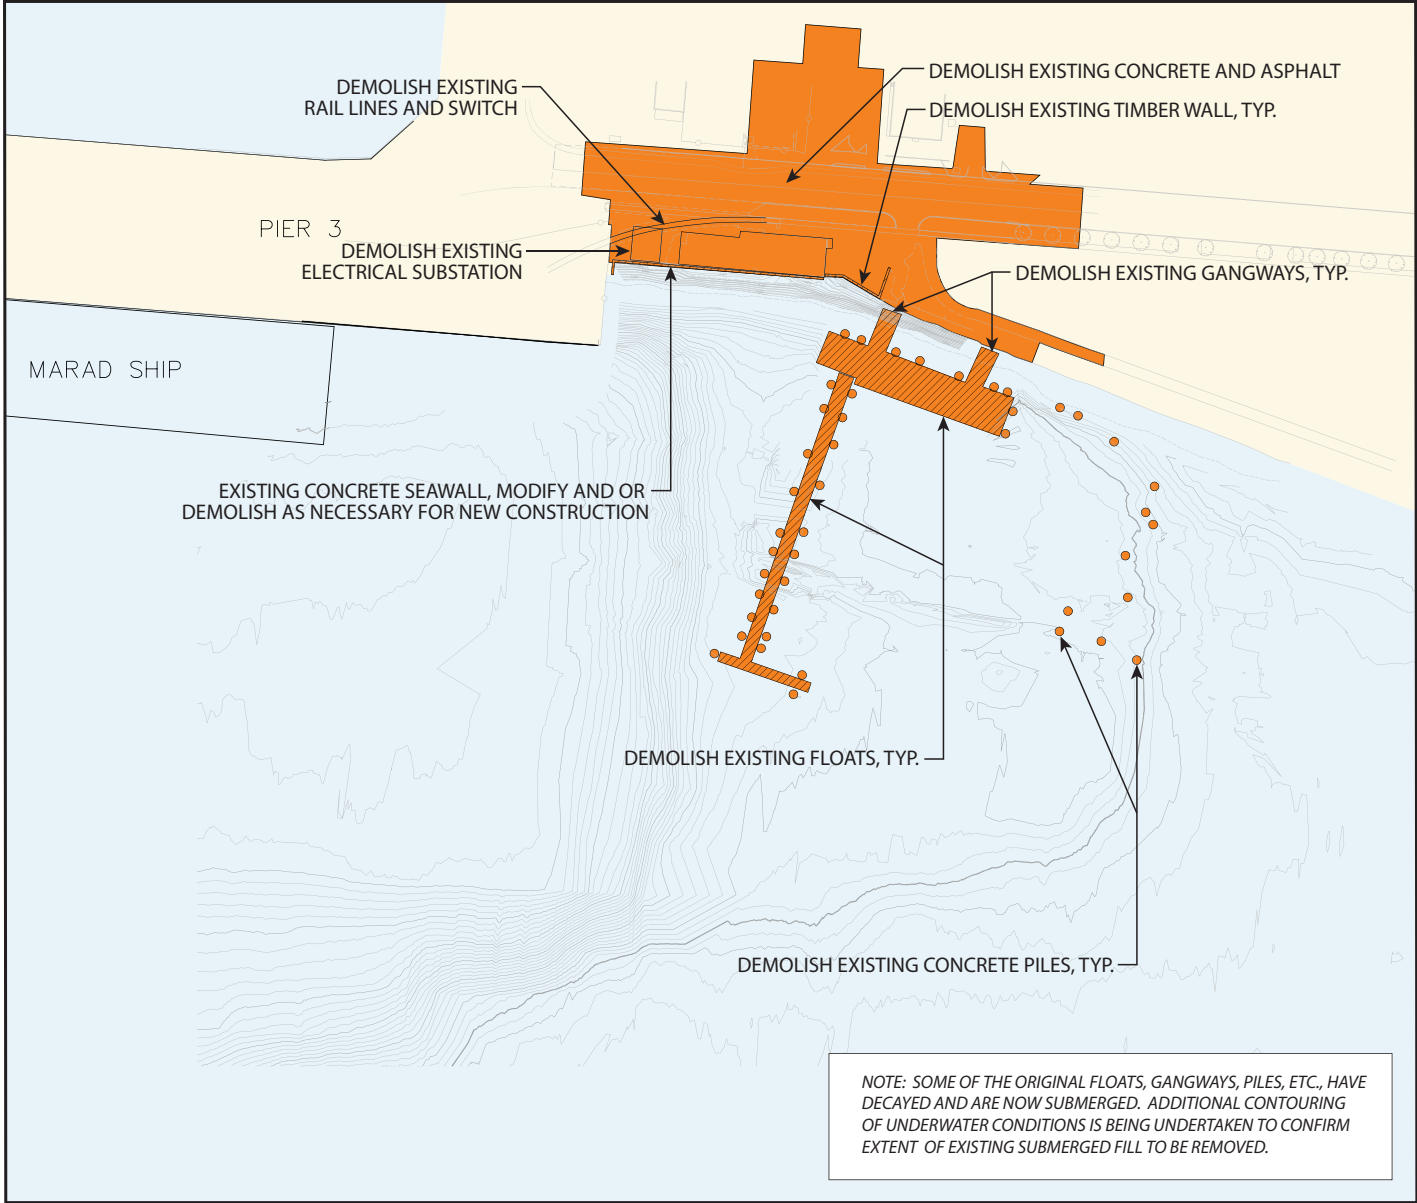 DEMOLISH EXISTING CONCRETE AND ASPHALT
DEMOLISH EXISTING
RAIL LINES AND SWITCH
DEMOLISH EXISTING TIMBER WALL, TYP.
PIER 3
DEMOLISH EXISTING
ELECTRICAL SUBSTATION
DEMOLISH EXISTING GANGWAYS, TYP.
MARAD SHIP
EXISTING CONCRETE SEAWALL, MODIFY AND OR
DEMOLISH AS NECESSARY FOR NEW CONSTRUCTION
DEMOLISH EXISTING FLOATS, TYP.
DEMOLISH EXISTING CONCRETE PILES, TYP.
NOTE: SOME OF THE ORIGINAL FLOATS, GANGWAYS, PILES, ETC., HAVE
DECAYED AND ARE NOW SUBMERGED. ADDITIONAL CONTOURING
OF UNDERWATER CONDITIONS IS BEING UNDERTAKEN TO CONFIRM
EXTENT OF EXISTING SUBMERGED FILL TO BE REMOVED.